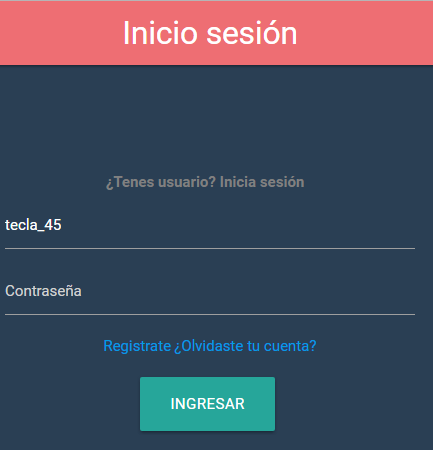 Inicio sesión
¿Tenes usuario? Inicia sesión
tecla_45
Contraseña
Registrate ¿Olvidaste tu cuenta?
INGRESAR